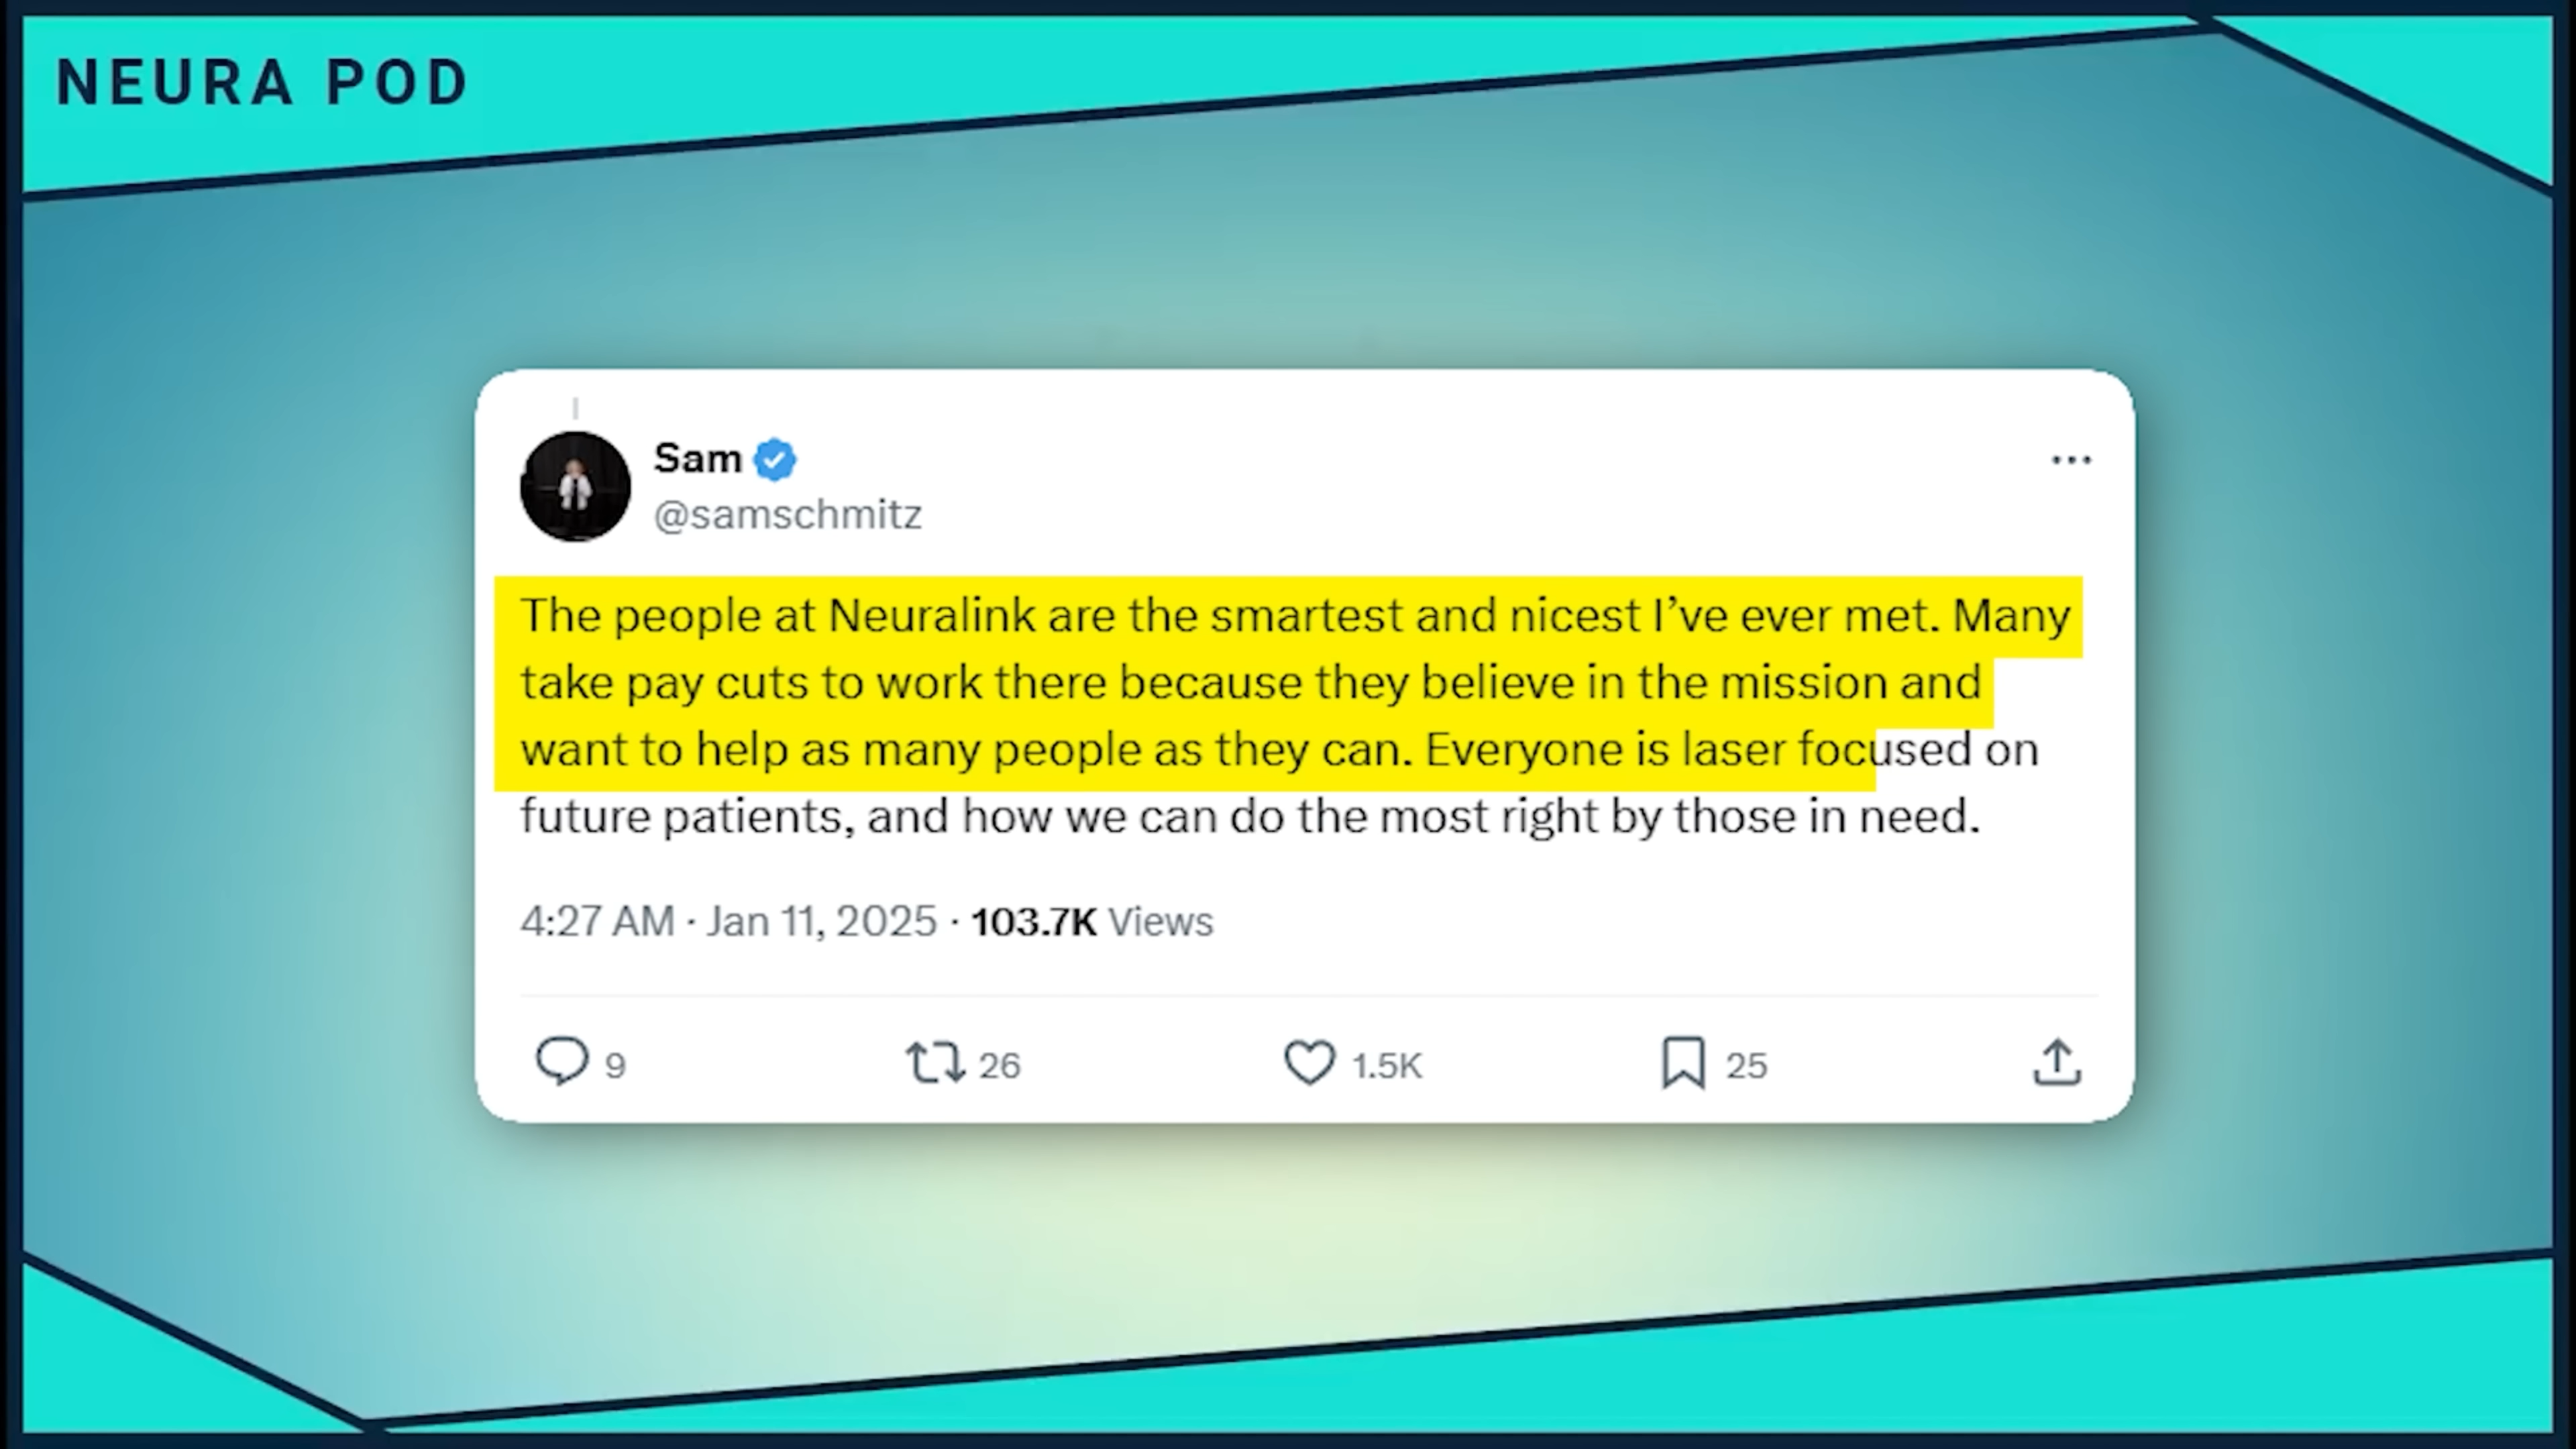 NEURA POD
Sam
@samschmitz
The people at Neuralink are the smartest and nicest I’ve ever met. Many
take pay cuts to work there because they believe in the mission and
want to help as many people as they can. Everyone is laser focused on
future patients, and how we can do the most right by those in need.
4:27 AM · Jan 11, 2025 · 103.7K Views
9 26 1.5K 25